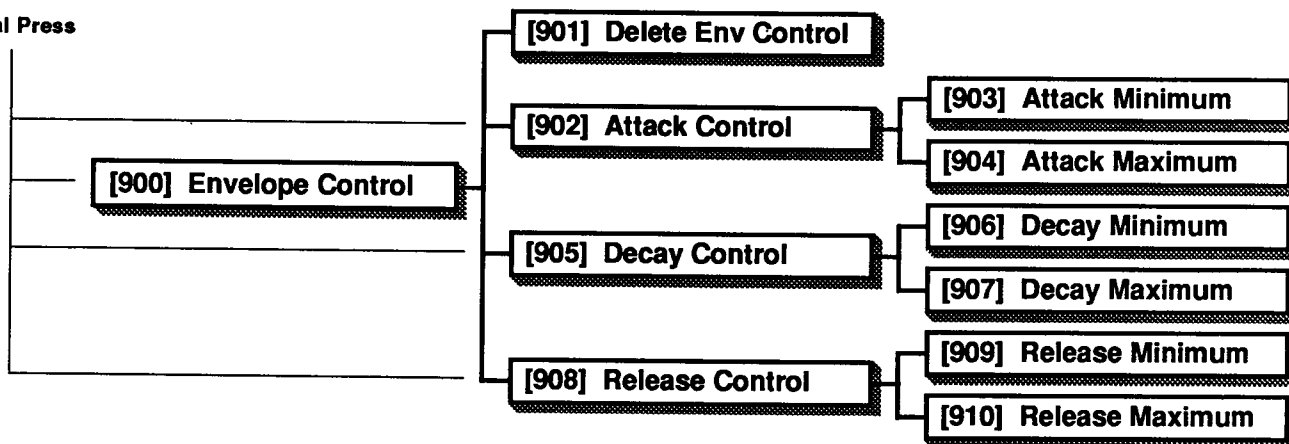 Press
[901] Delete Env Control
[902] Attack Control
[903] Attack Minimum
[904] Attack Maximum
[900] Envelope Control
[905] Decay Control
[906] Decay Minimum
[907] Decay Maximum
[908] Release Control
[909] Release Minimum
[910] Release Maximum